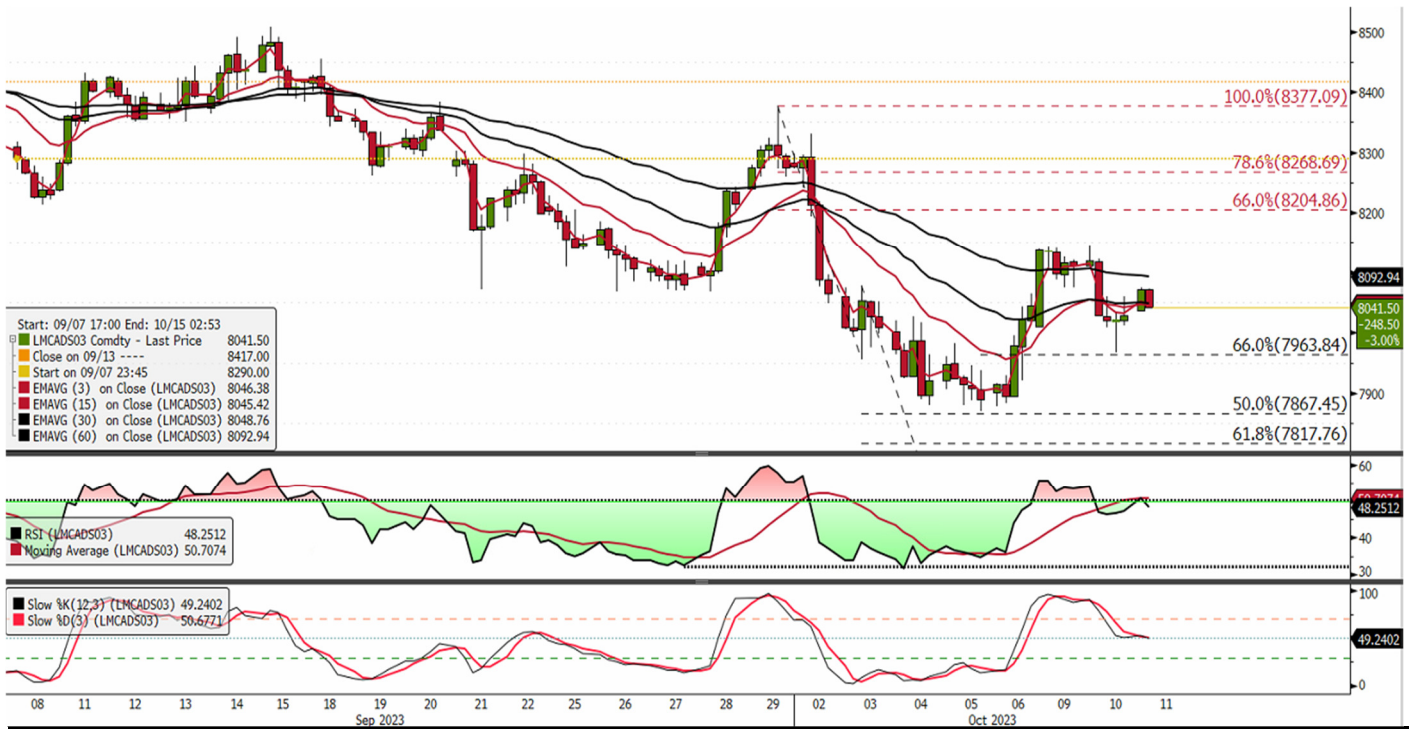 8500
8400
8300
8200
7900
100.0%(8377.09)
78.6%(8268.69)
66.0%(8204.86)
8092.94
8041.50
-248.50
-3.00%
66.0%(7963.84)
50.0%(7867.45)
61.8%(7817.76)
Start: 09/07 17:00 End: 10/15 02:53
LMCADS03 Comdty - Last Price 8041.50
Close on 09/13 ---- 8417.00
Start on 09/07 23:45 8290.00
EMAVG (3) on Close (LMCADS03) 8046.38
EMAVG (15) on Close (LMCADS03) 8045.42
EMAVG (30) on Close (LMCADS03) 8048.76
EMAVG (60) on Close (LMCADS03) 8092.94
60
48.2512
40
30
RSI (LMCADS03) 48.2512
Moving Average (LMCADS03) 50.7074
Slow %K(12,3) (LMCADS03) 49.2402
Slow %D(3) (LMCADS03) 50.6771
100
49.2402
0
08 11 12 13 14 15 18 19 20 21 22 25 26 27 28 29 02 03 04 05 06 09 10 11
Sep 2023 Oct 2023